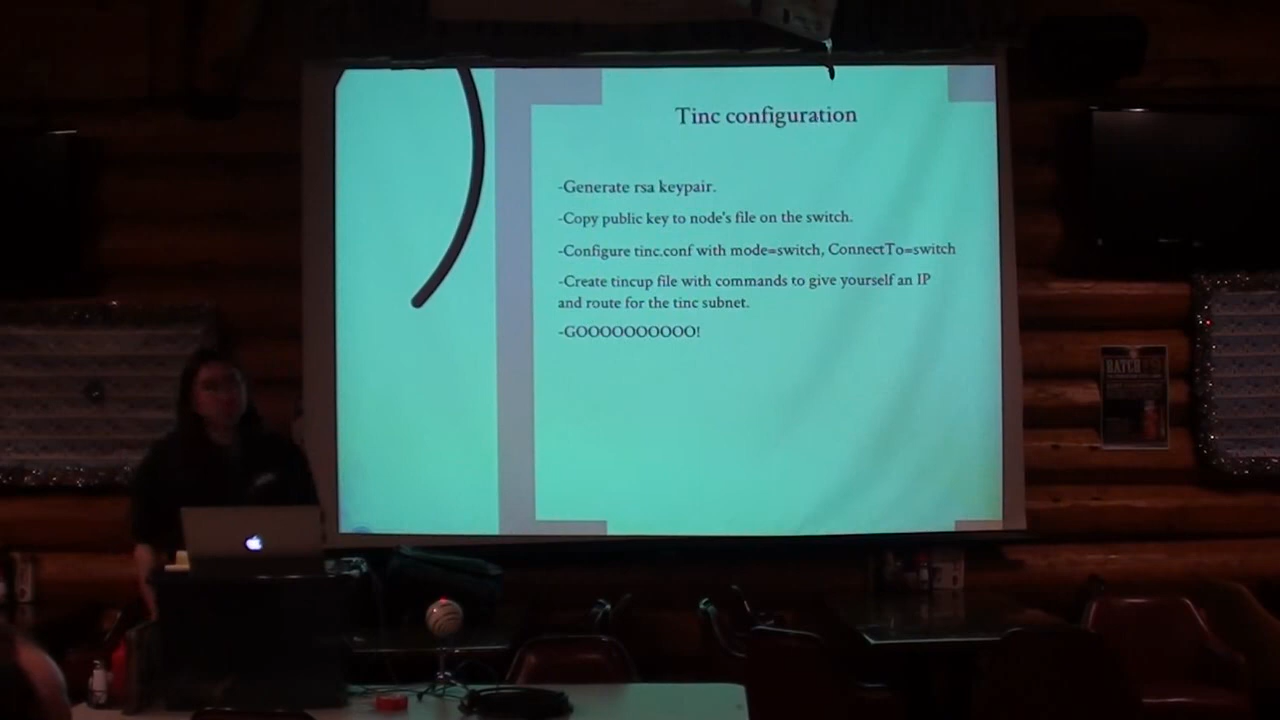 Tinc configuration
-Generate rsa keypair.
-Copy public key to node's file on the switch.
-Configure tinc.conf with mode=switch, ConnectTo=switch
-Create tincup file with commands to give yourself an IP
and route for the tinc subnet.
-GOOOOOOOOOO!
BATCH